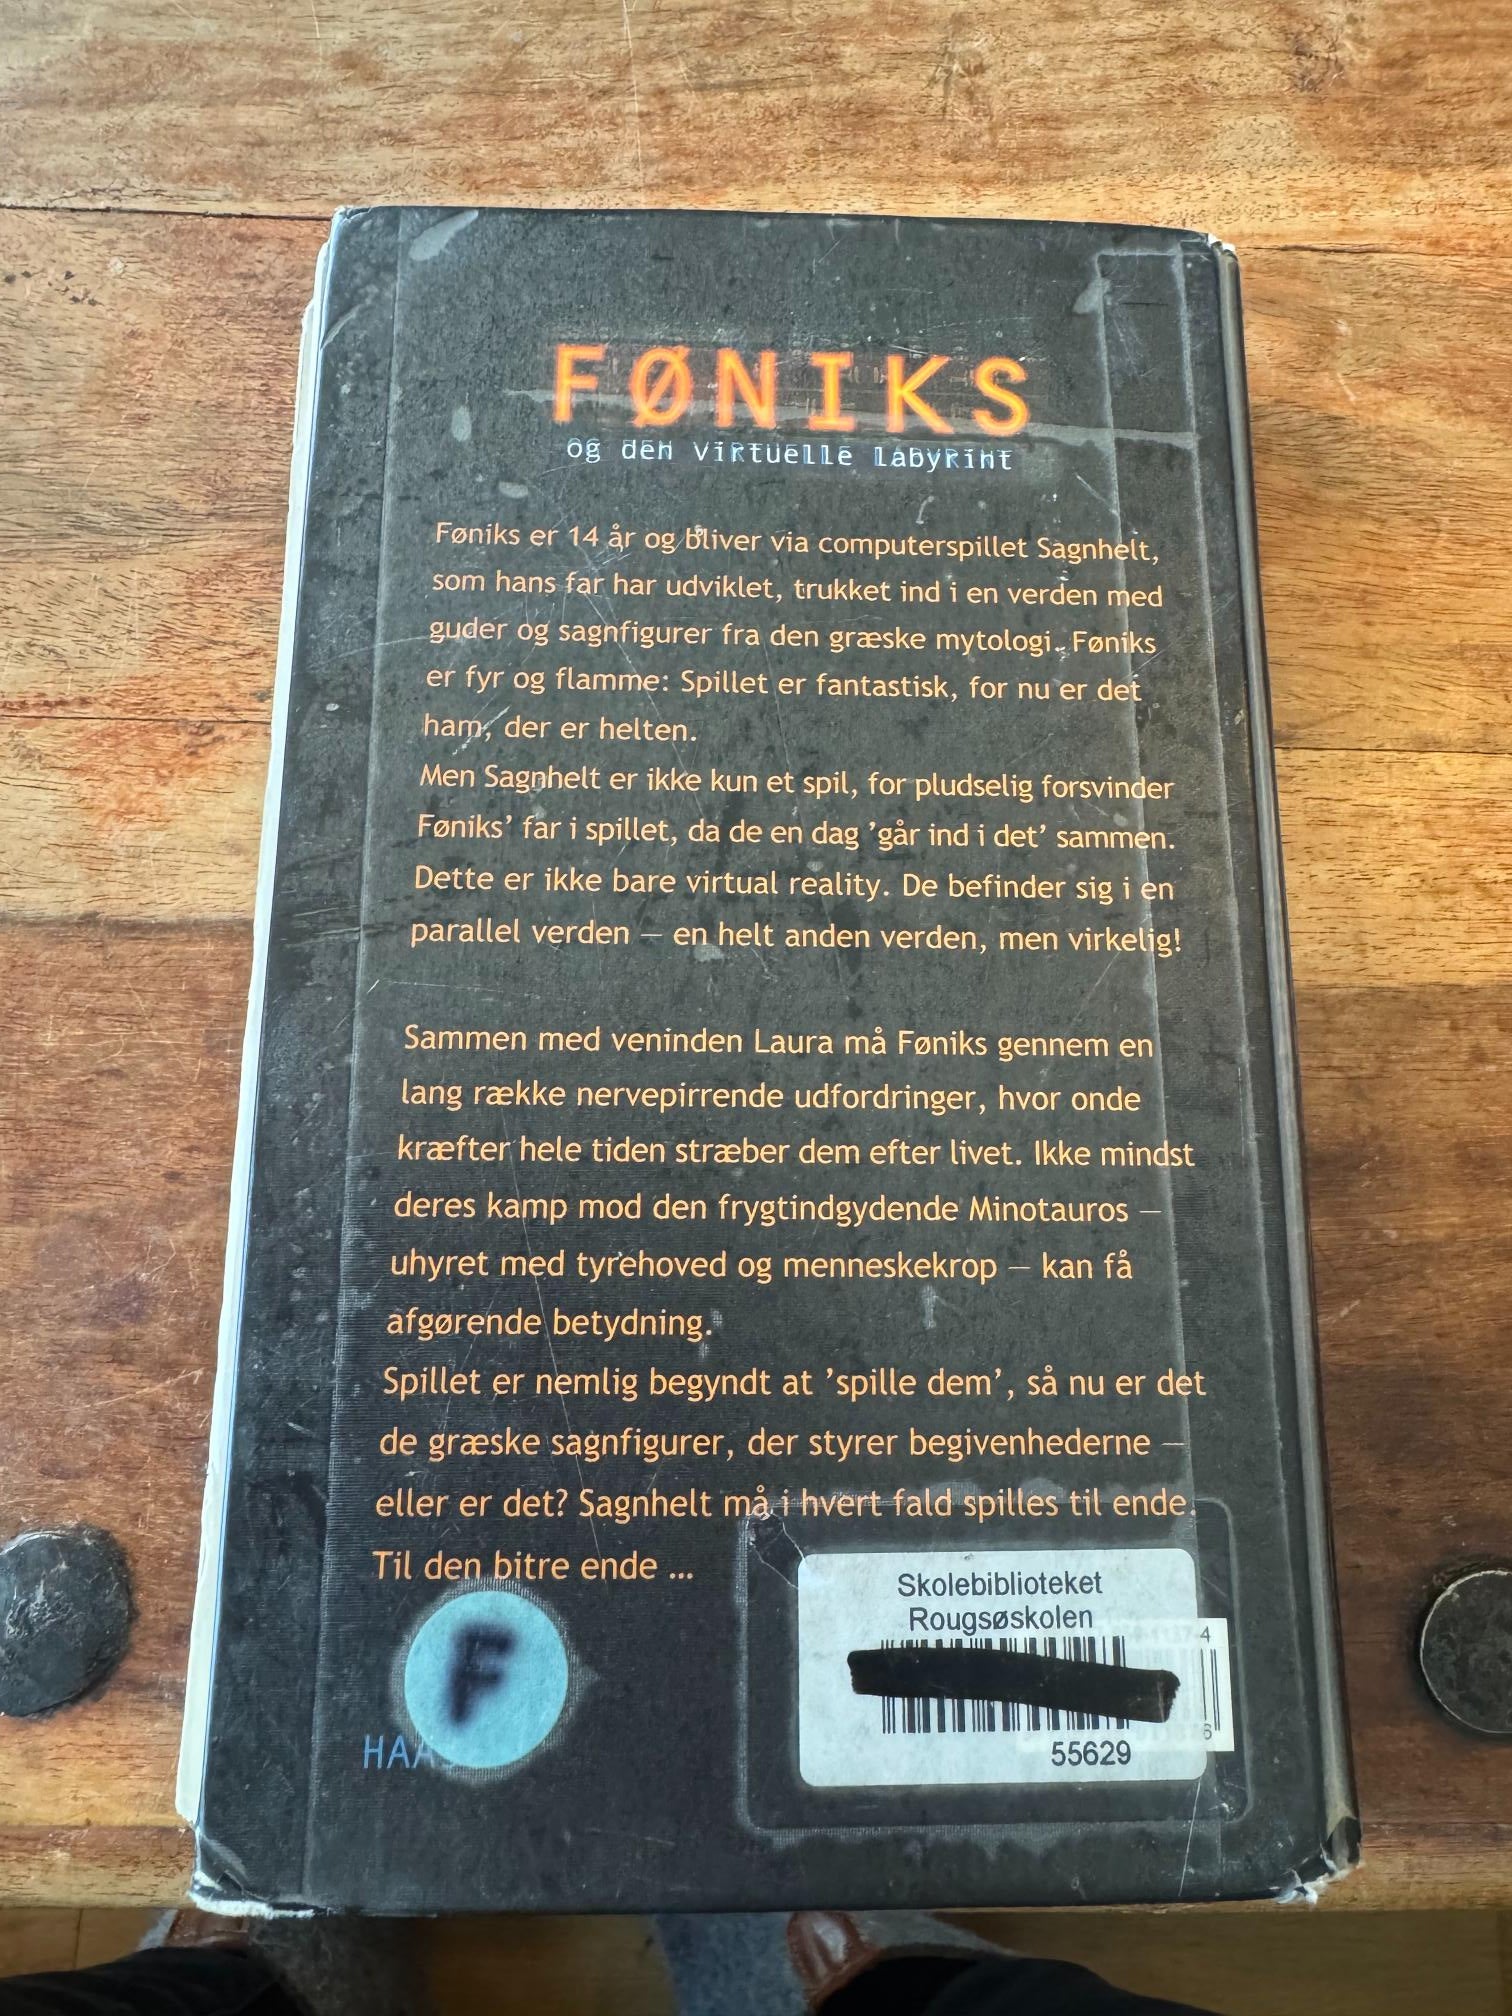 FØNIKS
og den virtuelle labyrint
Føniks er 14 år og bliver via computerspillet Sagnhelt,
som hans far har udviklet, trukket ind i en verden med
guder og sagnfigurer fra den græske mytologi. Føniks
er fyr og flamme: Spillet er fantastisk, for nu er det
ham, der er helten.
Men Sagnhelt er ikke kun et spil, for pludselig forsvinder
Føniks’ far i spillet, da de en dag ’går ind i det’ sammen.
Dette er ikke bare virtual reality. De befinder sig i en
parallel verden – en helt anden verden, men virkelig!
Sammen med veninden Laura må Føniks gennem en
lang række nervepirrende udfordringer, hvor onde
kræfter hele tiden stræber dem efter livet. Ikke mindst
deres kamp mod den frygtindgydende Minotauros –
uhyret med tyrehoved og menneskekrop – kan få
afgørende betydning.
Spillet er nemlig begyndt at ’spille dem’, så nu er det
de græske sagnfigurer, der styrer begivenhederne –
eller er det? Sagnhelt må i hvert fald spilles til ende.
Til den bitre ende …
Skolebiblioteket
Rougsøskolen
F
55629